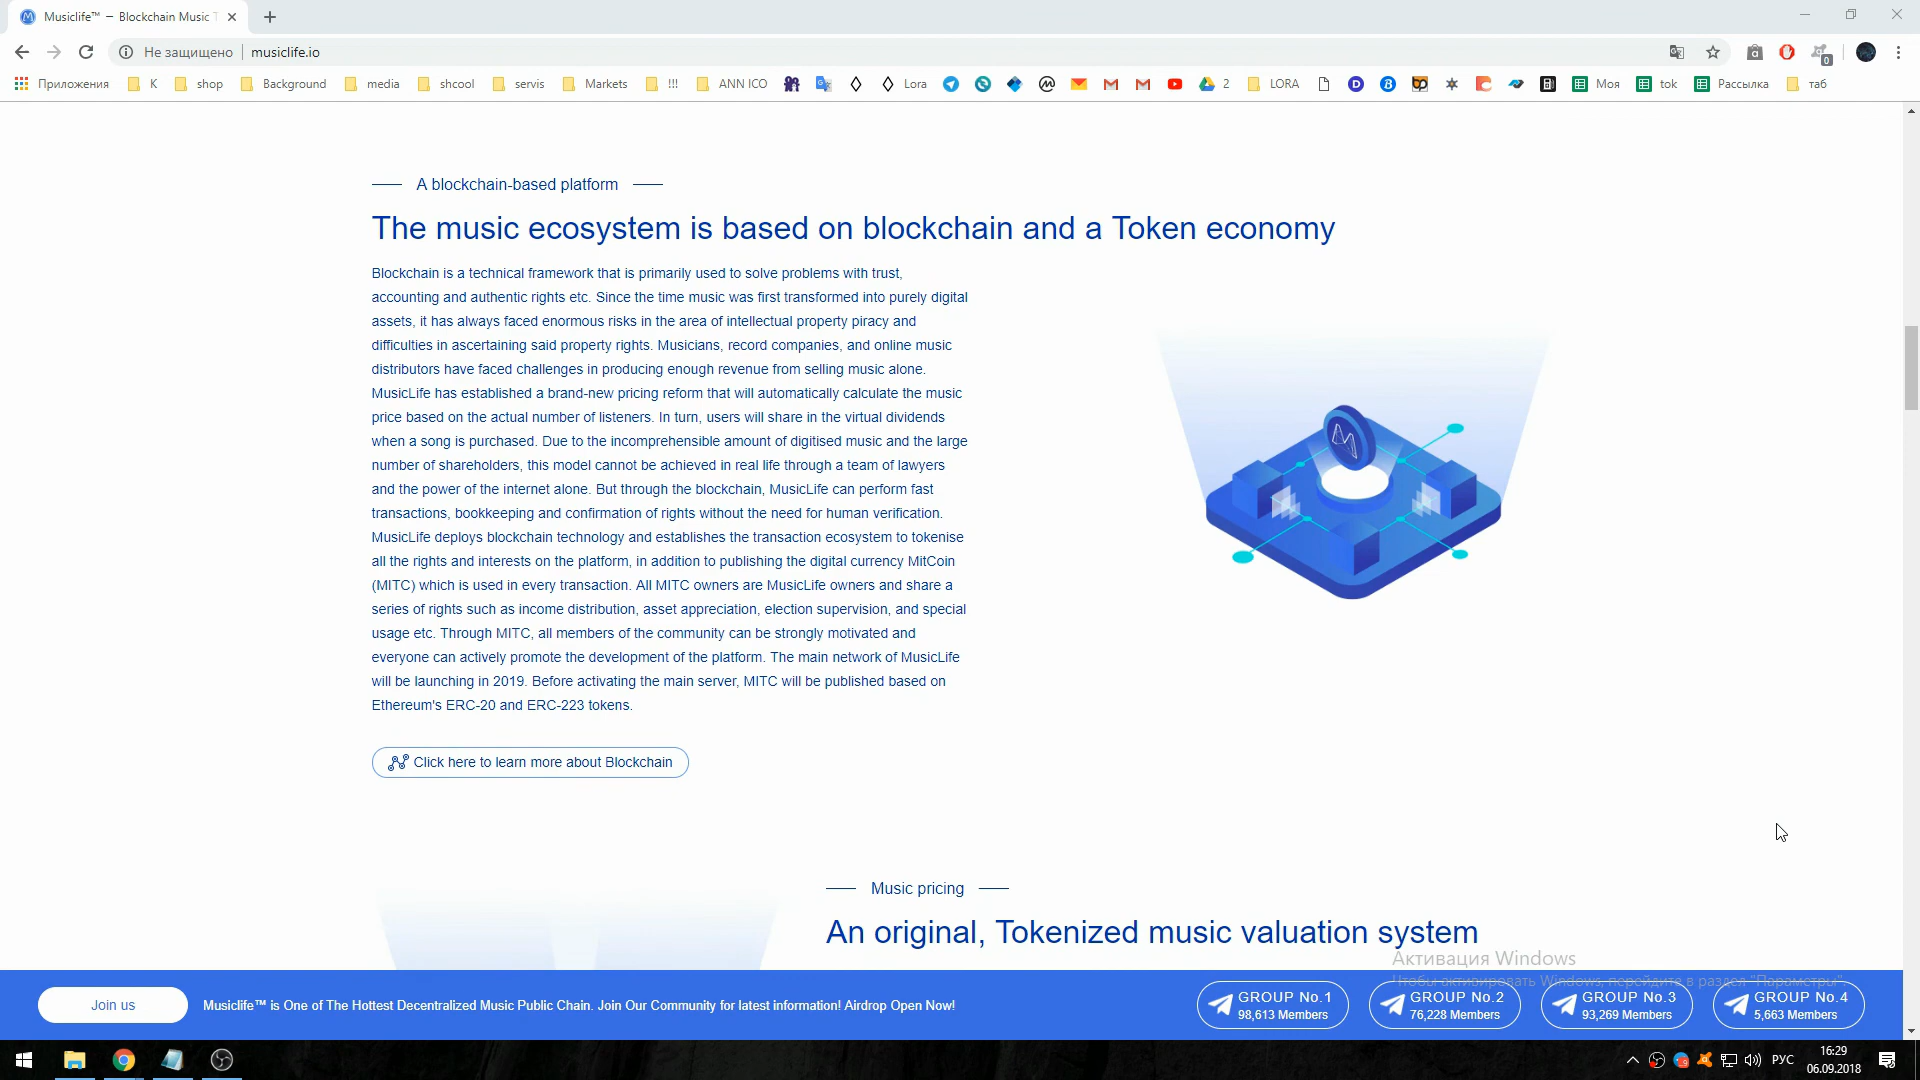 Musiclife™ – Blockchain Music T
Не защищено
musiclife.io
0
Приложения
K
shop
Background
media
shcool
servis
Markets
!!!
ANN ICO
Lora
2
LORA
Моя
tok
Рассылка
таб
A blockchain-based platform
The music ecosystem is based on blockchain and a Token economy
Blockchain is a technical framework that is primarily used to solve problems with trust,
accounting and authentic rights etc. Since the time music was first transformed into purely digital
assets, it has always faced enormous risks in the area of intellectual property piracy and
difficulties in ascertaining said property rights. Musicians, record companies, and online music
distributors have faced challenges in producing enough revenue from selling music alone.
MusicLife has established a brand-new pricing reform that will automatically calculate the music
price based on the actual number of listeners. In turn, users will share in the virtual dividends
when a song is purchased. Due to the incomprehensible amount of digitised music and the large
number of shareholders, this model cannot be achieved in real life through a team of lawyers
and the power of the internet alone. But through the blockchain, MusicLife can perform fast
transactions, bookkeeping and confirmation of rights without the need for human verification.
MusicLife deploys blockchain technology and establishes the transaction ecosystem to tokenise
all the rights and interests on the platform, in addition to publishing the digital currency MitCoin
(MITC) which is used in every transaction. All MITC owners are MusicLife owners and share a
series of rights such as income distribution, asset appreciation, election supervision, and special
usage etc. Through MITC, all members of the community can be strongly motivated and
everyone can actively promote the development of the platform. The main network of MusicLife
will be launching in 2019. Before activating the main server, MITC will be published based on
Ethereum's ERC-20 and ERC-223 tokens.
Click here to learn more about Blockchain
Music pricing
An original, Tokenized music valuation system
Активация Windows
Чтобы активировать Windows, перейдите в раздел "Параметры".
Join us
Musiclife™ is One of The Hottest Decentralized Music Public Chain. Join Our Community for latest information! Airdrop Open Now!
GROUP No.1
98,613 Members
GROUP No.2
76,228 Members
GROUP No.3
93,269 Members
GROUP No.4
5,663 Members
РУС
16:29
06.09.2018